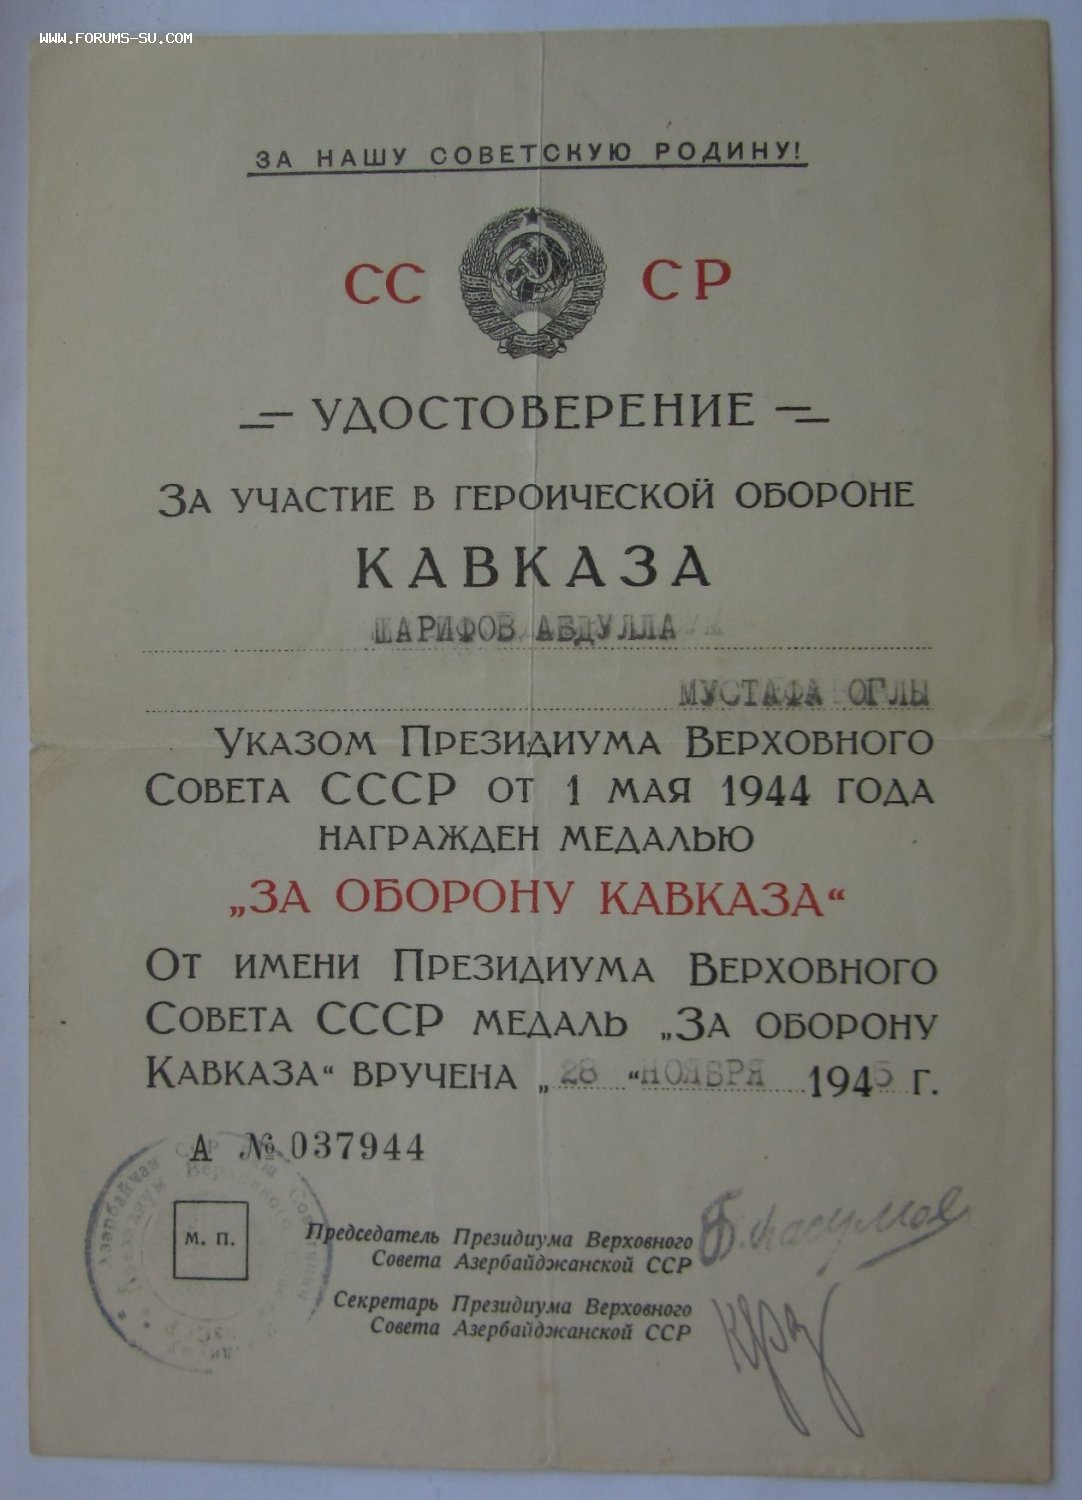 WWW.FORUMS-SU.COM
ЗА НАШУ СОВЕТСКУЮ РОДИНУ!
СС СР
УДОСТОВЕРЕНИЕ
ЗА УЧАСТИЕ В ГЕРОИЧЕСКОЙ ОБОРОНЕ
КАВКАЗА
ШАРИФОВ АБДУЛЛА
МУСТАФА ОГЛЫ
УКАЗОМ ПРЕЗИДИУМА ВЕРХОВНОГО
СОВЕТА СССР ОТ 1 МАЯ 1944 ГОДА
НАГРАЖДЕН МЕДАЛЬЮ
„ЗА ОБОРОНУ КАВКАЗА“
ОТ ИМЕНИ ПРЕЗИДИУМА ВЕРХОВНОГО
СОВЕТА СССР МЕДАЛЬ „ЗА ОБОРОНУ
КАВКАЗА“ ВРУЧЕНА „28“ НОЯБРЯ 1945 Г.
А № 037944
М. П.
Председатель Президиума Верховного
Совета Азербайджанской ССР
Секретарь Президиума Верховного
Совета Азербайджанской ССР